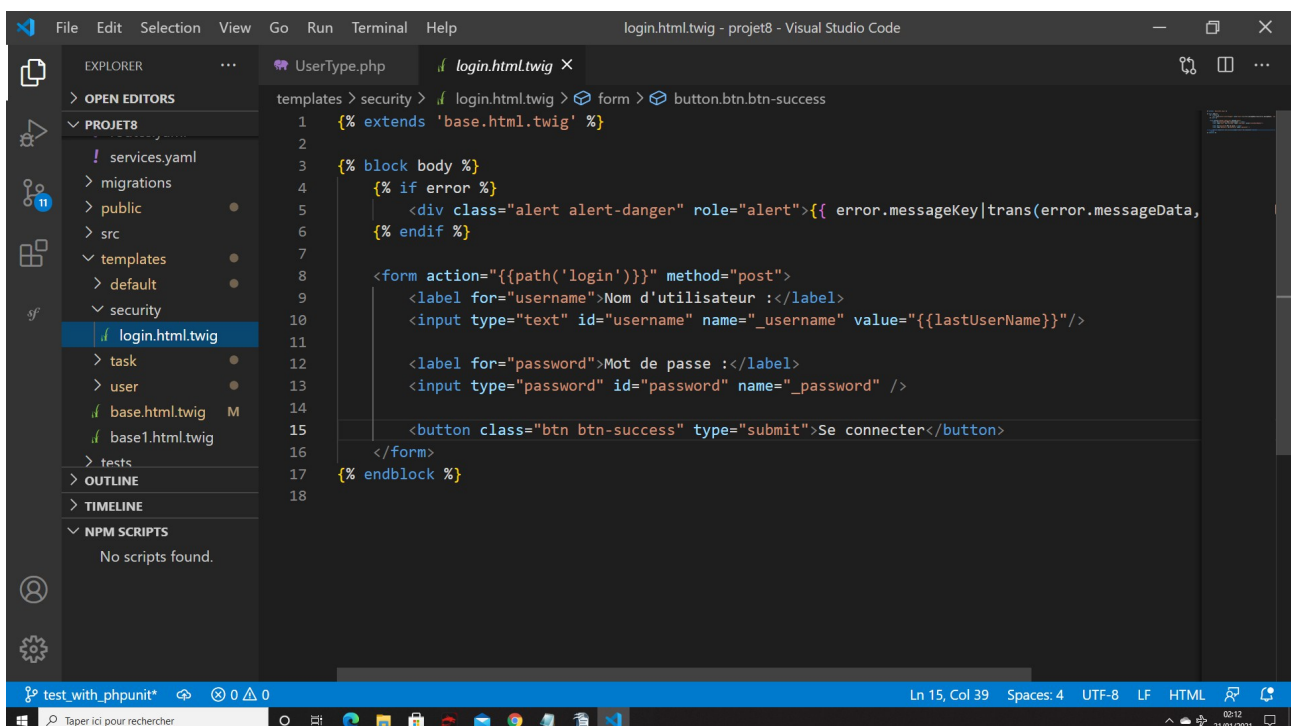 File Edit Selection View Go Run Terminal Help login.html.twig - projet8 - Visual Studio Code
EXPLORER
UserType.php login.html.twig
OPEN EDITORS
templates > security > login.html.twig > form > button.btn.btn-success
PROJET8
services.yaml
migrations
public
src
templates
default
security
login.html.twig
task
user
base.html.twig M
base1.html.twig
tests
OUTLINE
TIMELINE
NPM SCRIPTS
No scripts found.
11
sf
1 {% extends 'base.html.twig' %}
2
3 {% block body %}
4 {% if error %}
5 <div class="alert alert-danger" role="alert">{{ error.messageKey|trans(error.messageData,
6 {% endif %}
7
8 <form action="{{path('login')}}" method="post">
9 <label for="username">Nom d'utilisateur :</label>
10 <input type="text" id="username" name="_username" value="{{lastUserName}}"/>
11
12 <label for="password">Mot de passe :</label>
13 <input type="password" id="password" name="_password" />
14
15 <button class="btn btn-success" type="submit">Se connecter</button>
16 </form>
17 {% endblock %}
18
test_with_phpunit* 0 0 Ln 15, Col 39 Spaces: 4 UTF-8 LF HTML
Taper ici pour rechercher
02:12
21/01/2021